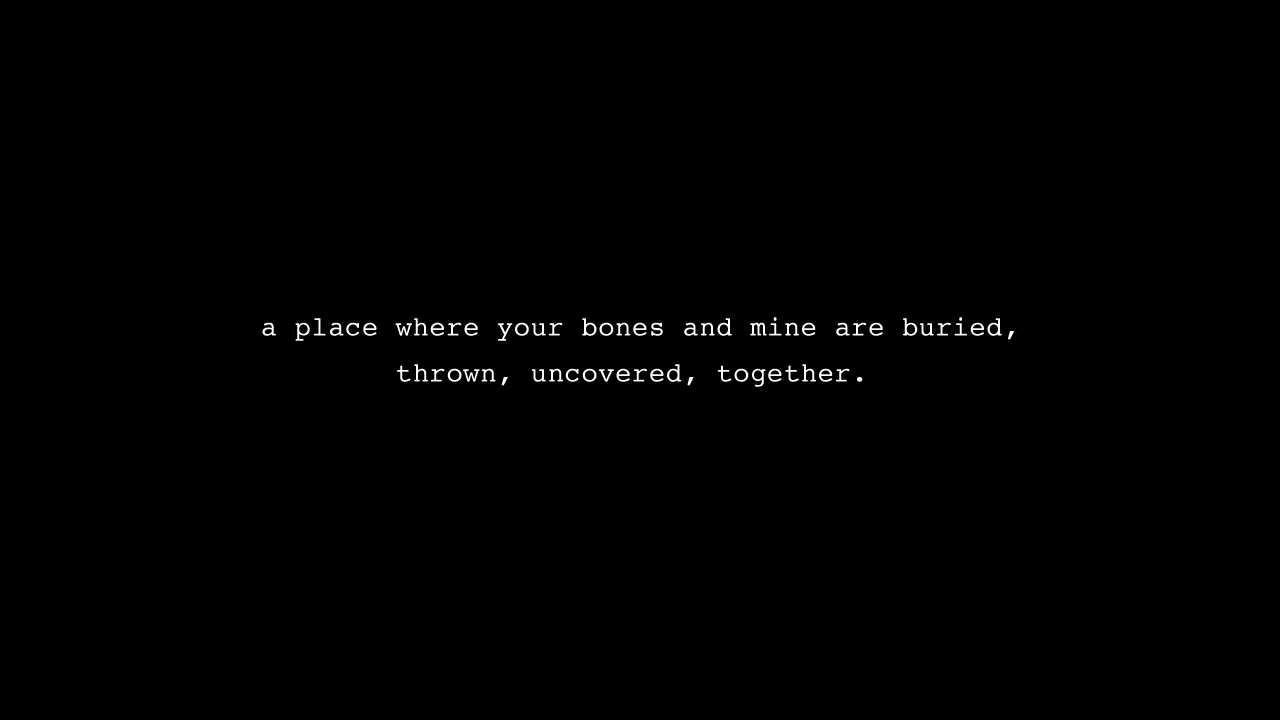 a place where your bones and mine are buried,
thrown, uncovered, together.